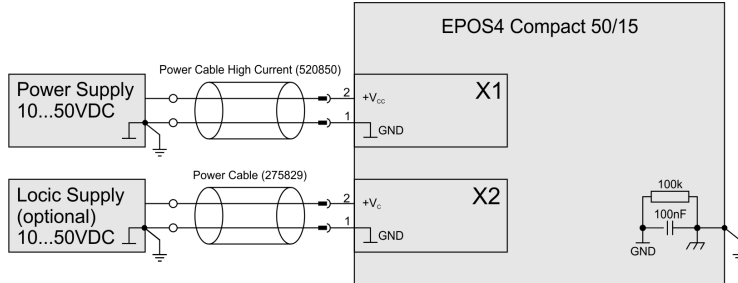 EPOS4 Compact 50/15
Power Cable High Current (520850)
Power Supply
10...50VDC
2
+Vcc
X1
1
GND
Power Cable (275829)
Locic Supply
(optional)
10...50VDC
2
+Vc
X2
1
GND
100k
100nF
GND